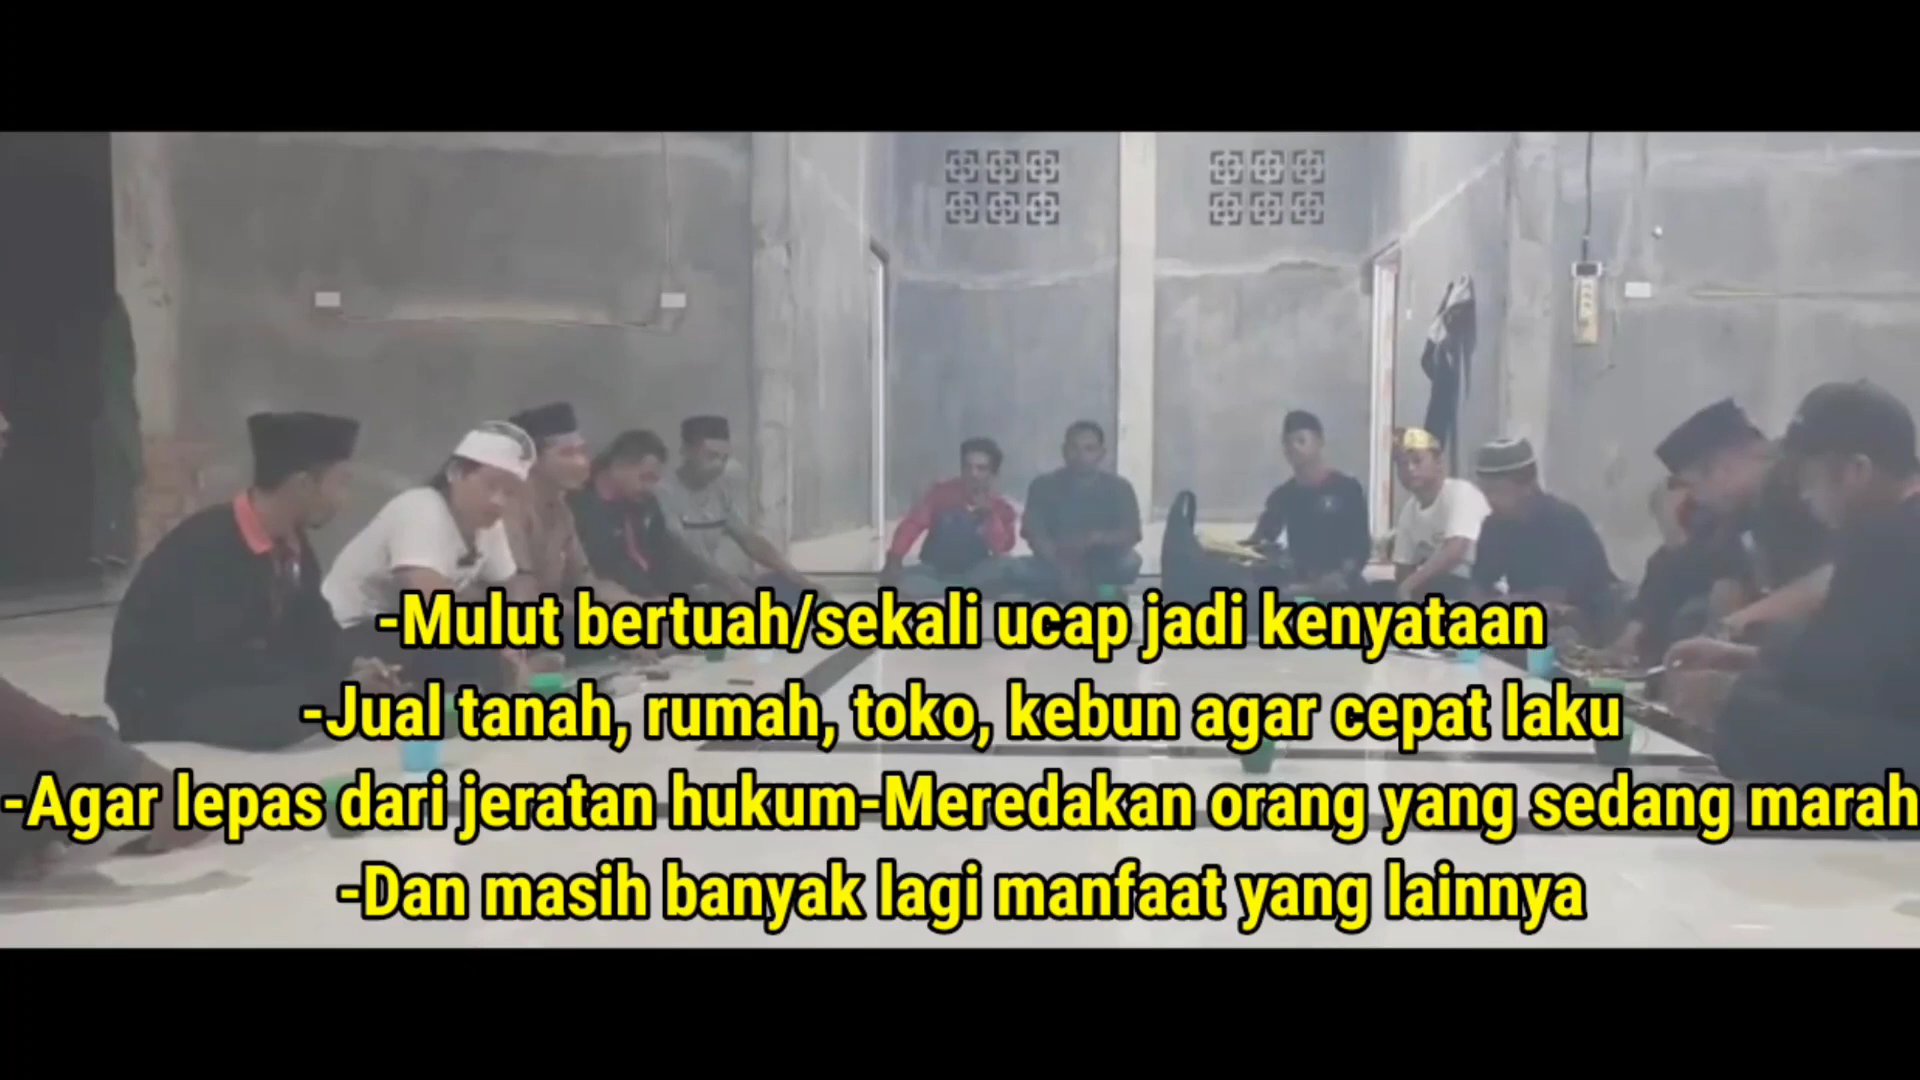 -Mulut bertuah/sekali ucap jadi kenyataan
-Jual tanah, rumah, toko, kebun agar cepat laku
-Agar lepas dari jeratan hukum-Meredakan orang yang sedang marah
-Dan masih banyak lagi manfaat yang lainnya